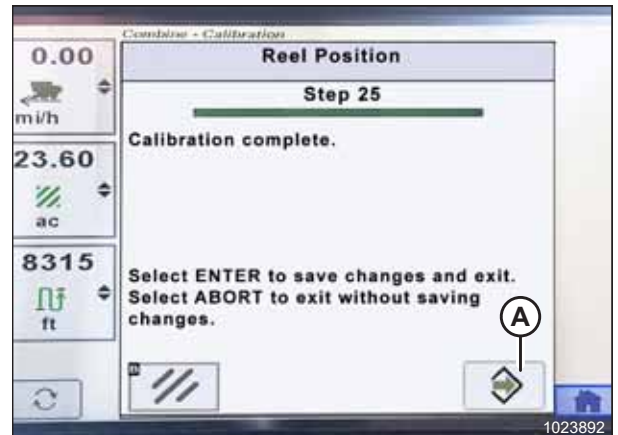 Combine - Calibration
0.00
mi/h
23.60
ac
8315
ft
Reel Position
Step 25
Calibration complete.
Select ENTER to save changes and exit.
Select ABORT to exit without saving
changes.
A
1023892